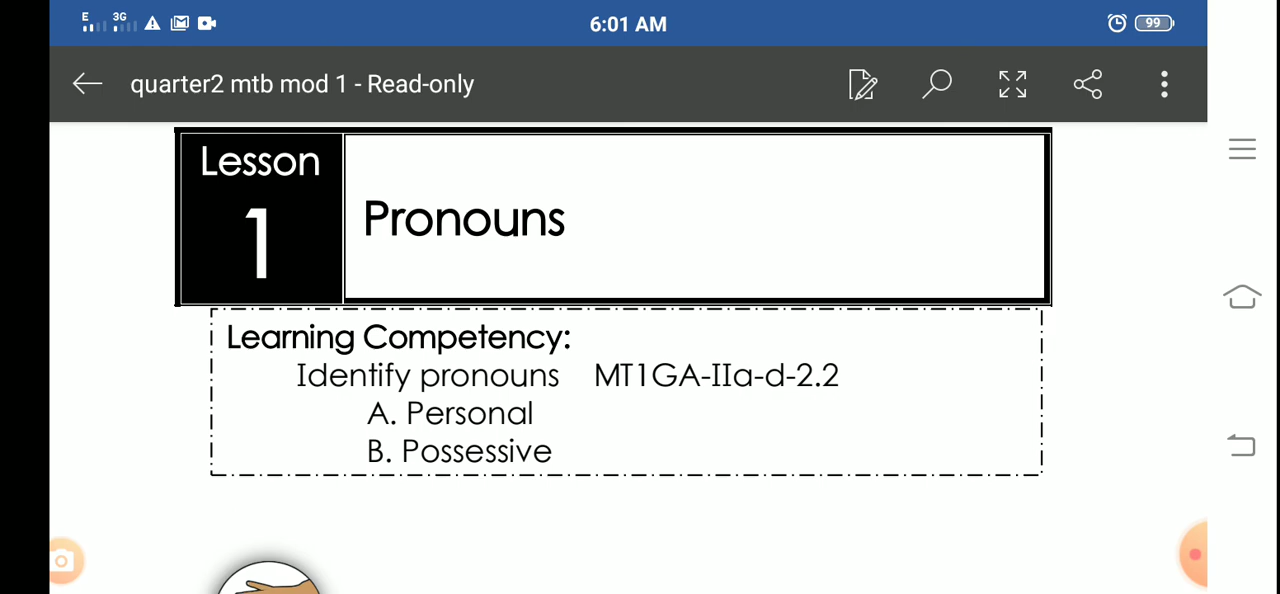 E 3G 6:01 AM 99
quarter2 mtb mod 1 - Read-only
Lesson
1
Pronouns
Learning Competency:
Identify pronouns MT1GA-IIa-d-2.2
A. Personal
B. Possessive